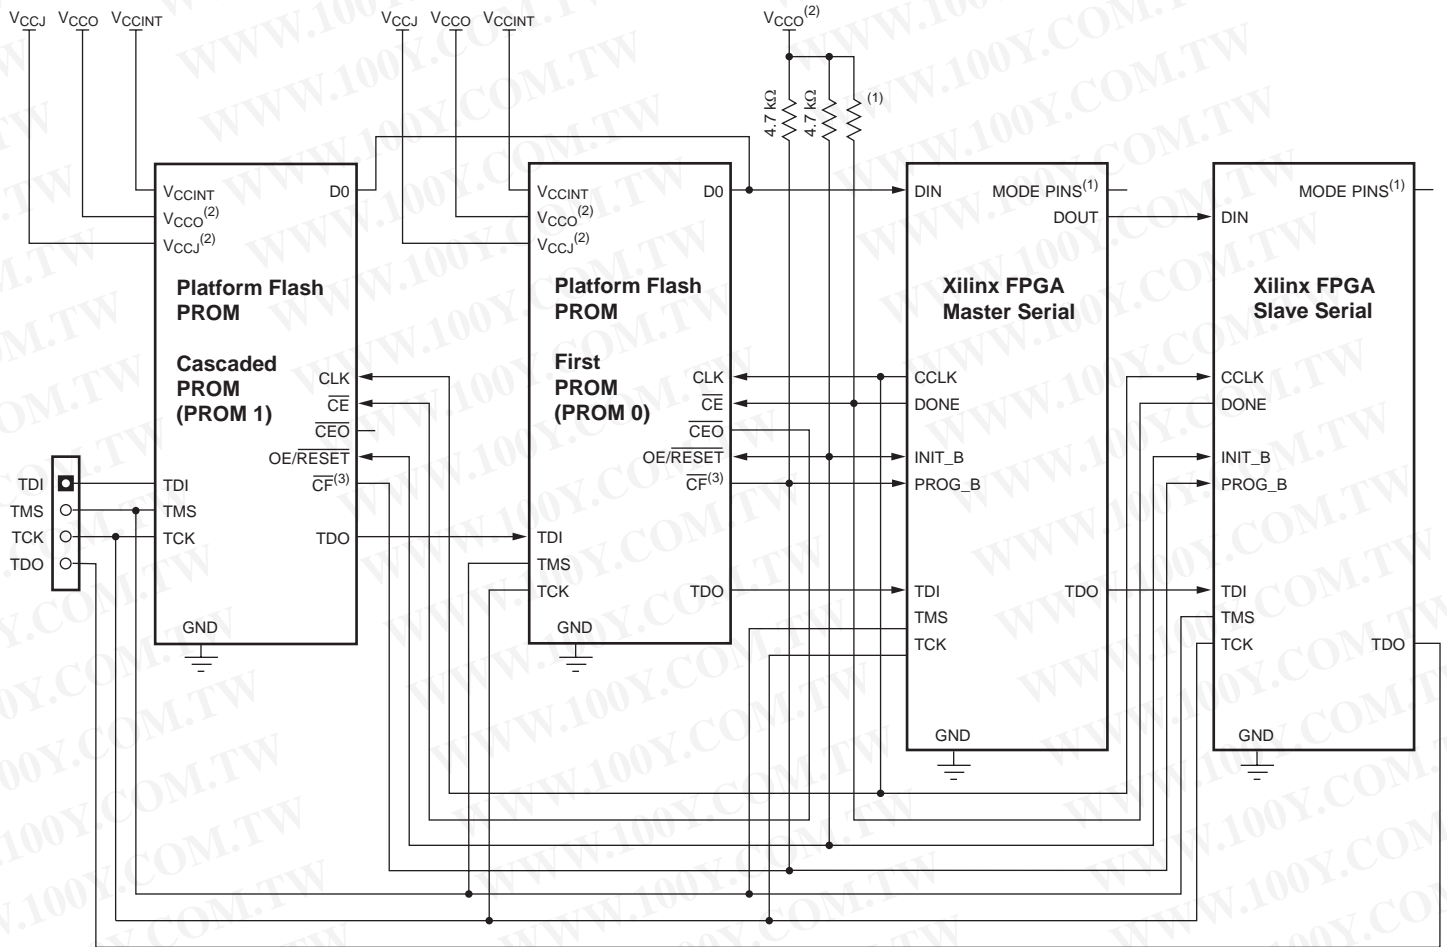 VCCJ VCCO VCCINT
VCCJ VCCO VCCINT
VCCO(2)
4.7 kΩ
4.7 kΩ
(1)
VCCINT
VCCO(2)
VCCJ(2)
D0
Platform Flash
PROM
Cascaded
PROM
(PROM 1)
CLK
CE
CEO
OE/RESET
CF(3)
TDI
TMS
TCK
TDO
GND
TDI
TMS
TCK
TDO
VCCINT
VCCO(2)
VCCJ(2)
D0
Platform Flash
PROM
First
PROM
(PROM 0)
CLK
CE
CEO
OE/RESET
CF(3)
TDI
TMS
TCK
TDO
GND
DIN
MODE PINS(1)
DOUT
Xilinx FPGA
Master Serial
CCLK
DONE
INIT_B
PROG_B
TDI
TMS
TCK
TDO
GND
MODE PINS(1)
DIN
Xilinx FPGA
Slave Serial
CCLK
DONE
INIT_B
PROG_B
TDI
TMS
TCK
TDO
GND
WWW.100Y.COM.TW